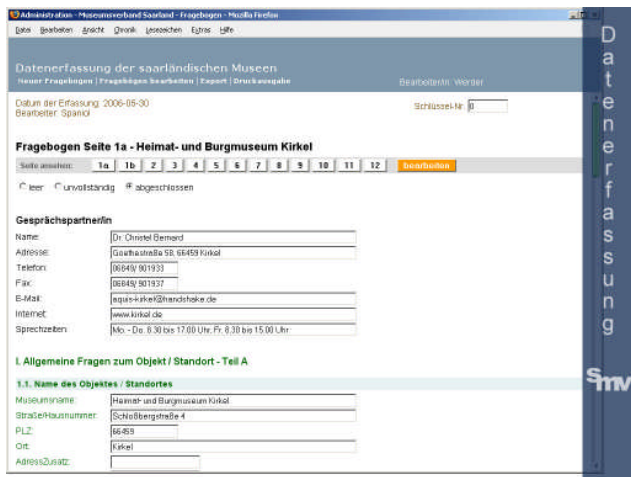 Administration - Museumsverband Saarland - Fragebogen - Mozilla Firefox
Datei Bearbeiten Ansicht Chronik Lesezeichen Extras Hilfe
Datenerfassung der saarländischen Museen
Neuer Fragebogen | Fragebögen bearbeiten | Export | Druckausgabe
Bearbeiter/in: Werder
Datum der Erfassung: 2006-05-30
Schlüssel-Nr. 0
Bearbeiter: Spaniol
Fragebogen Seite 1a - Heimat- und Burgmuseum Kirkel
Seite ansehen: 1a 1b 2 3 4 5 6 7 8 9 10 11 12 bearbeiten
leer unvollständig abgeschlossen
Gesprächspartner/in
Name: Dr. Christel Bernard
Adresse: Goethestraße 58, 66459 Kirkel
Telefon: 06849/ 901933
Fax: 06849/ 901937
E-Mail: aquis-kirkel@handshake.de
Internet: www.kirkel.de
Sprechzeiten: Mo. - Do. 8.30 bis 17.00 Uhr, Fr. 8.30 bis 15.00 Uhr
I. Allgemeine Fragen zum Objekt / Standort - Teil A
1.1. Name des Objektes / Standortes
Museumsname: Heimat- und Burgmuseum Kirkel
Straße/Hausnummer: Schloßbergstraße 4
PLZ: 66459
Ort: Kirkel
AdressZusatz:
Datenerfassung
smv